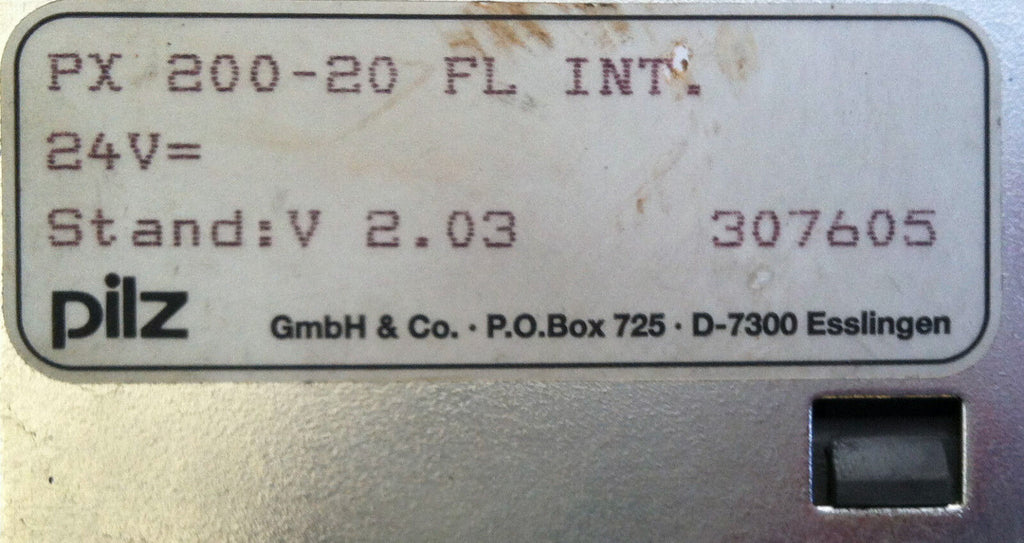 PX 200-20 FL INT.
24V=
Stand:V 2.03 307605
pilz GmbH & Co. · P.O.Box 725 · D-7300 Esslingen